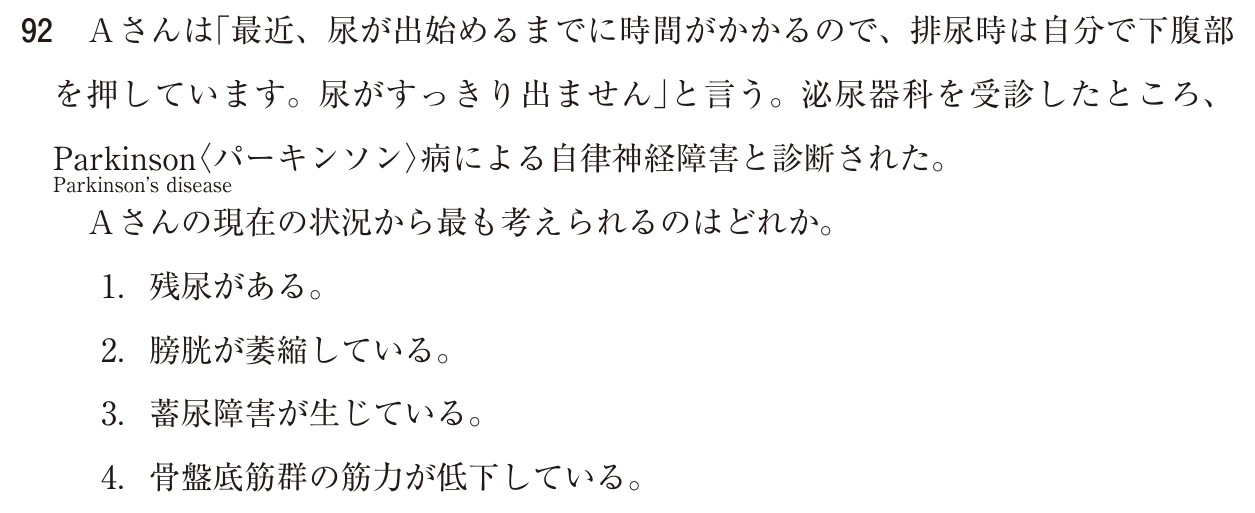 92 Aさんは「最近、尿が出始めるまでに時間がかかるので、排尿時は自分で下腹部
を押しています。尿がすっきり出ません」と言う。泌尿器科を受診したところ、
Parkinson〈パーキンソン〉病による自律神経障害と診断された。
Parkinson's disease
Aさんの現在の状況から最も考えられるのはどれか。
1. 残尿がある。
2. 膀胱が萎縮している。
3. 蓄尿障害が生じている。
4. 骨盤底筋群の筋力が低下している。